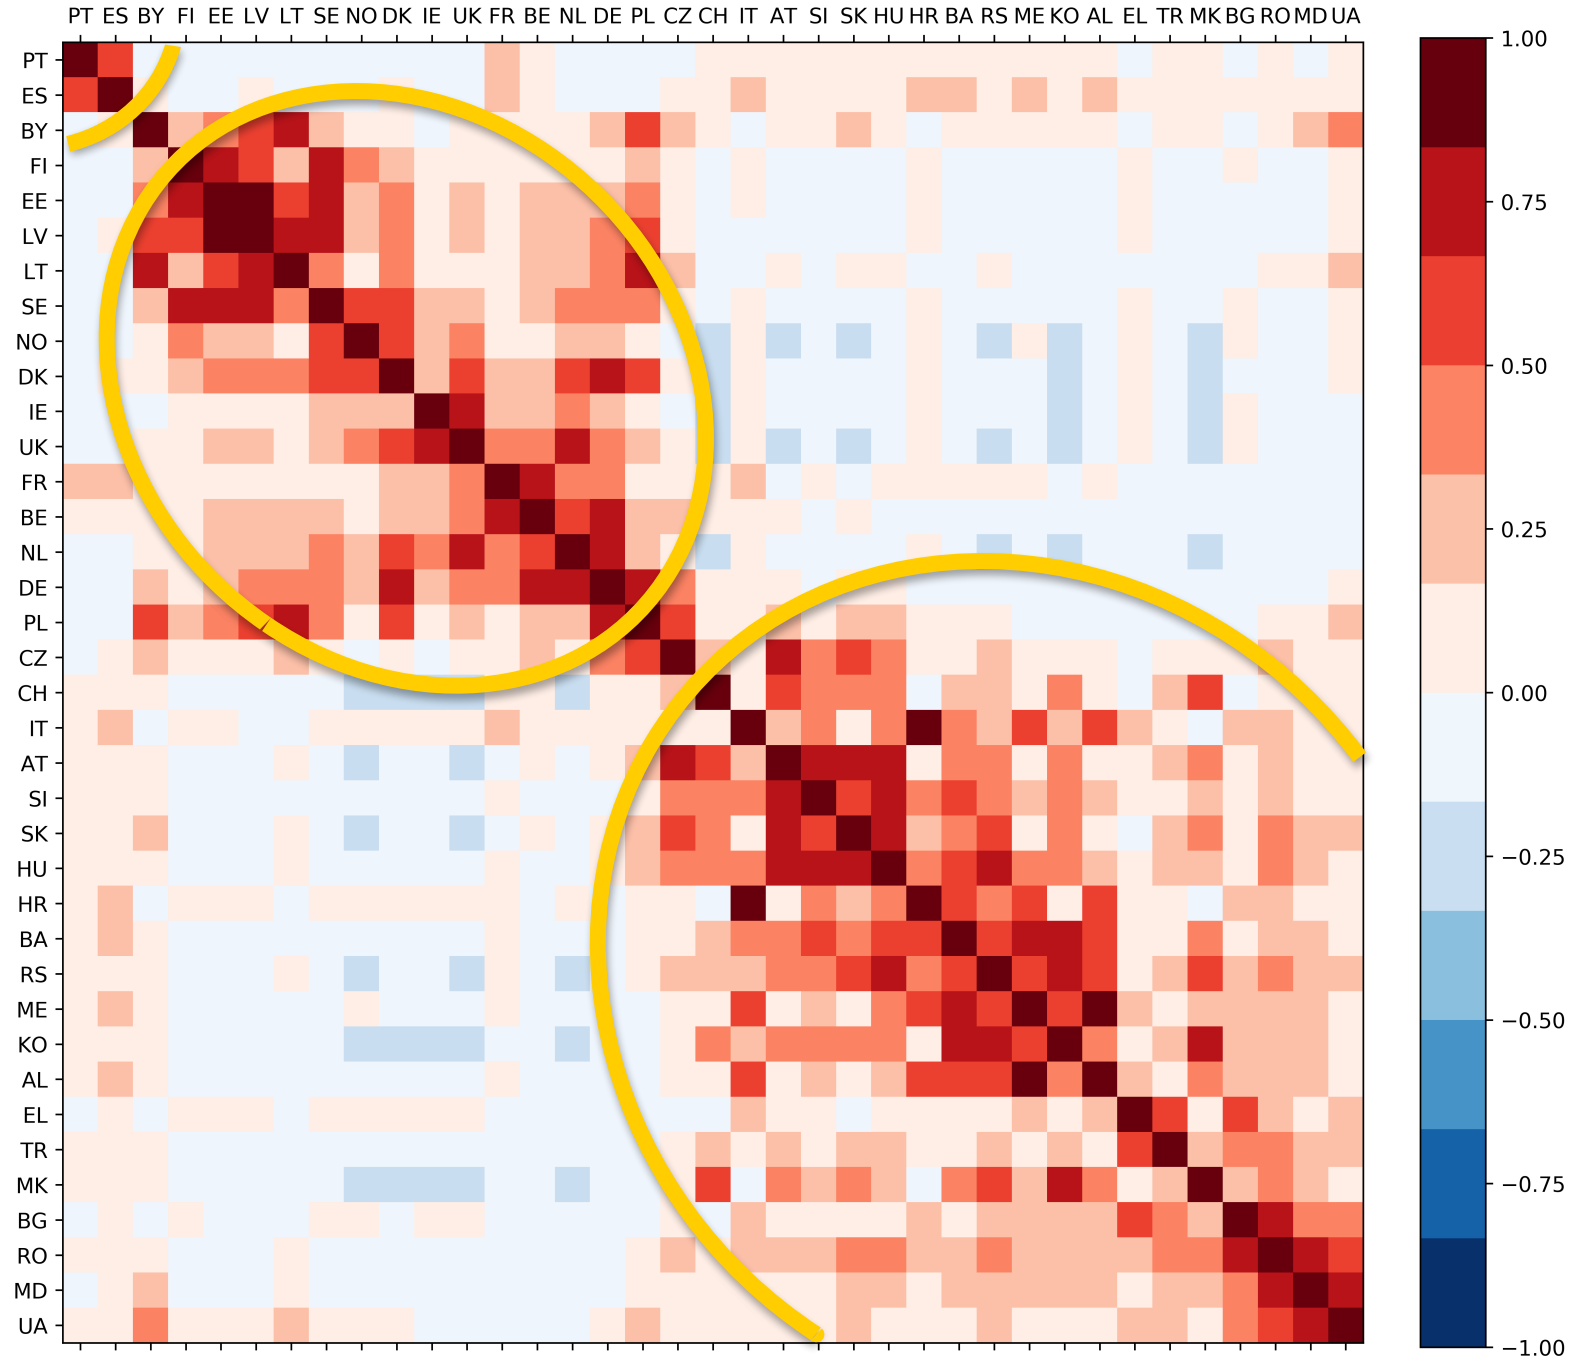 PT ES BY FI EE LV LT SE NO DK IE UK FR BE NL DE PL CZ CH IT AT SI SK HU HR BA RS ME KO AL EL TR MK BG RO MD UA
PT
ES
BY
FI
EE
LV
LT
SE
NO
DK
IE
UK
FR
BE
NL
DE
PL
CZ
CH
IT
AT
SI
SK
HU
HR
BA
RS
ME
KO
AL
EL
TR
MK
BG
RO
MD
UA
1.00
0.75
0.50
0.25
0.00
−0.25
−0.50
−0.75
−1.00